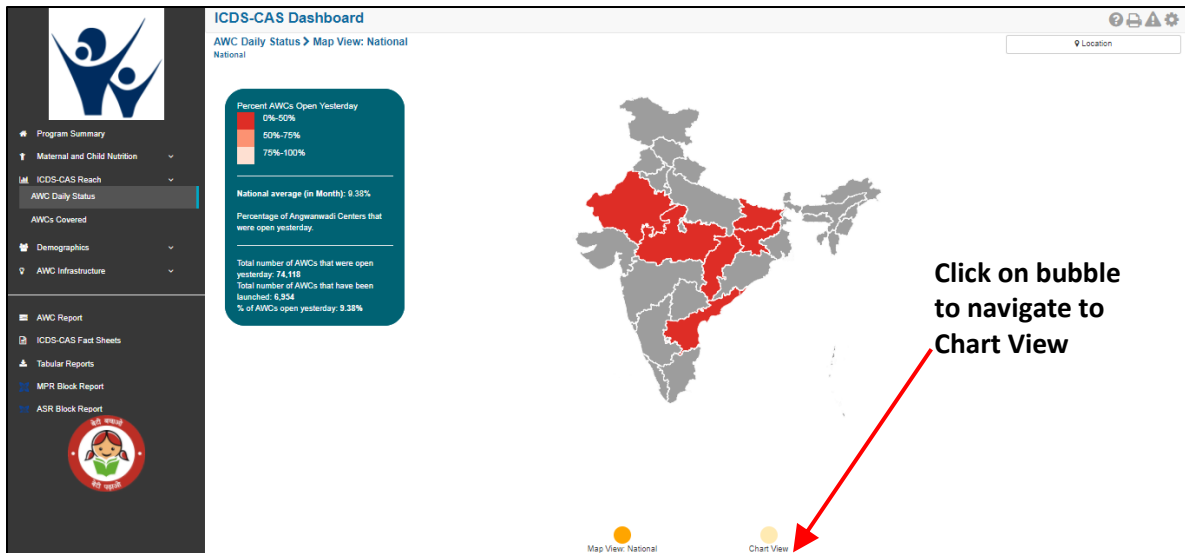 ICDS-CAS Dashboard
AWC Daily Status > Map View: National
National
Location
Program Summary
Maternal and Child Nutrition
ICDS-CAS Reach
AWC Daily Status
AWCs Covered
Demographics
AWC Infrastructure
AWC Report
ICDS-CAS Fact Sheets
Tabular Reports
MPR Block Report
ASR Block Report
बेटी बचाओ
बेटी पढ़ाओ
Percent AWCs Open Yesterday
0%-50%
50%-75%
75%-100%
National average (in Month): 9.38%
Percentage of Angwanwadi Centers that
were open yesterday.
Total number of AWCs that were open
yesterday: 74,118
Total number of AWCs that have been
launched: 6,954
% of AWCs open yesterday: 9.38%
Click on bubble
to navigate to
Chart View
Map View: National
Chart View